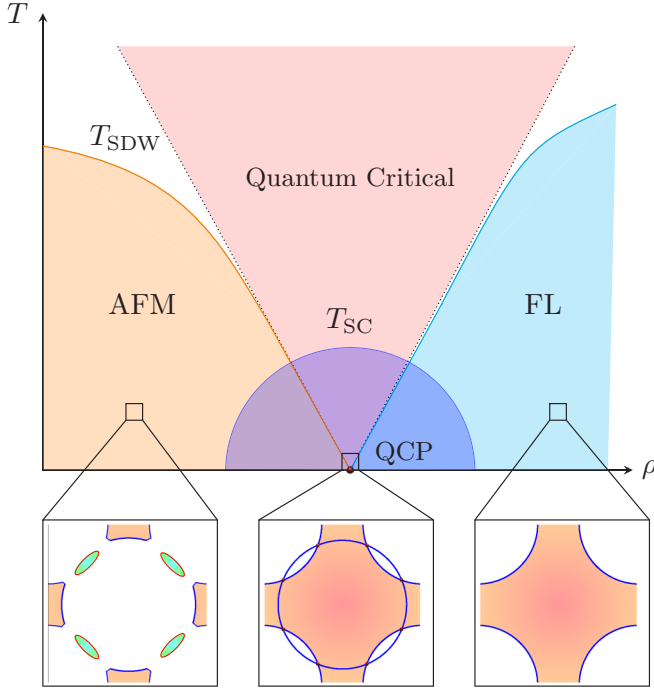 T
T_SDW
Quantum Critical
AFM
T_SC
FL
QCP
ρ